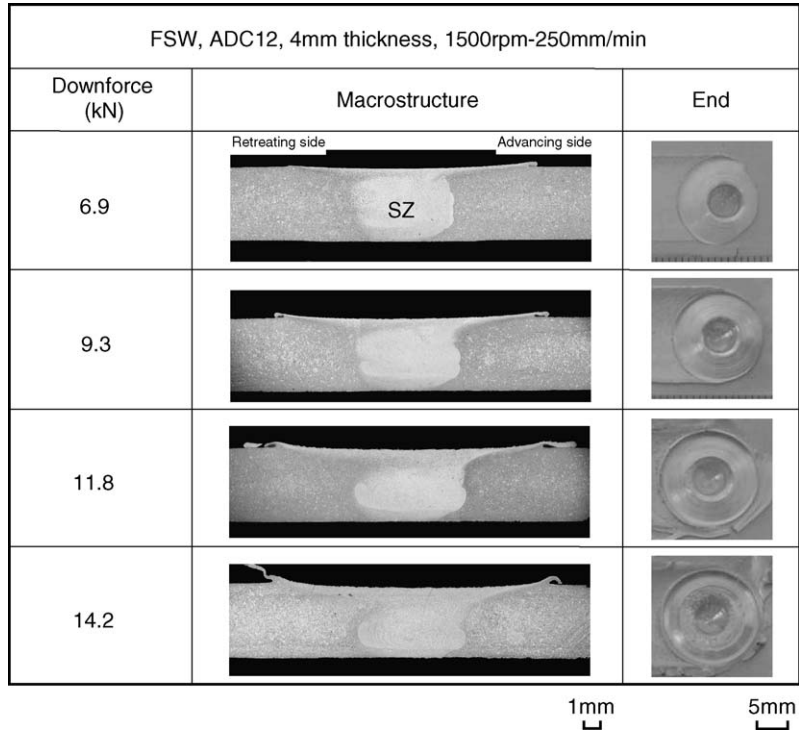 FSW, ADC12, 4mm thickness, 1500rpm-250mm/min
Downforce
(kN)
Macrostructure
End
Retreating side
Advancing side
6.9
SZ
9.3
11.8
14.2
1mm
5mm